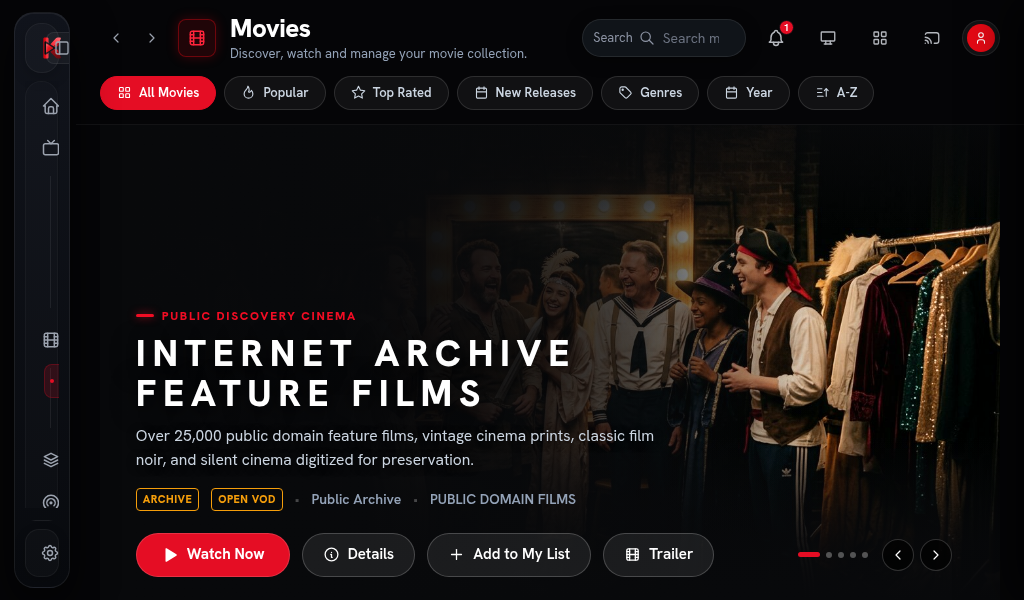 Movies
Discover, watch and manage your movie collection.
Search
Search m
1
All Movies
Popular
Top Rated
New Releases
Genres
Year
A-Z
PUBLIC DISCOVERY CINEMA
INTERNET ARCHIVE
FEATURE FILMS
Over 25,000 public domain feature films, vintage cinema prints, classic film
noir, and silent cinema digitized for preservation.
ARCHIVE
OPEN VOD
Public Archive
PUBLIC DOMAIN FILMS
Watch Now
Details
Add to My List
Trailer